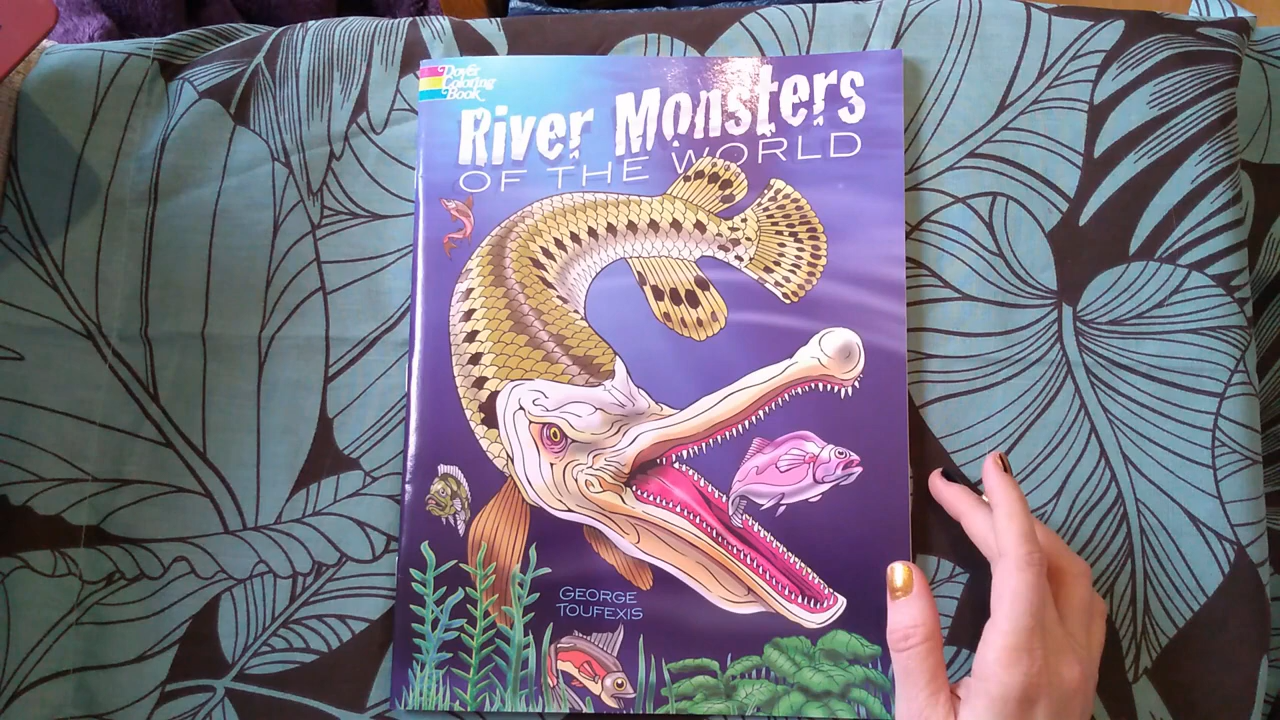 Dover
Coloring
Book
River Monsters
OF THE WORLD
GEORGE
TOUFEXIS